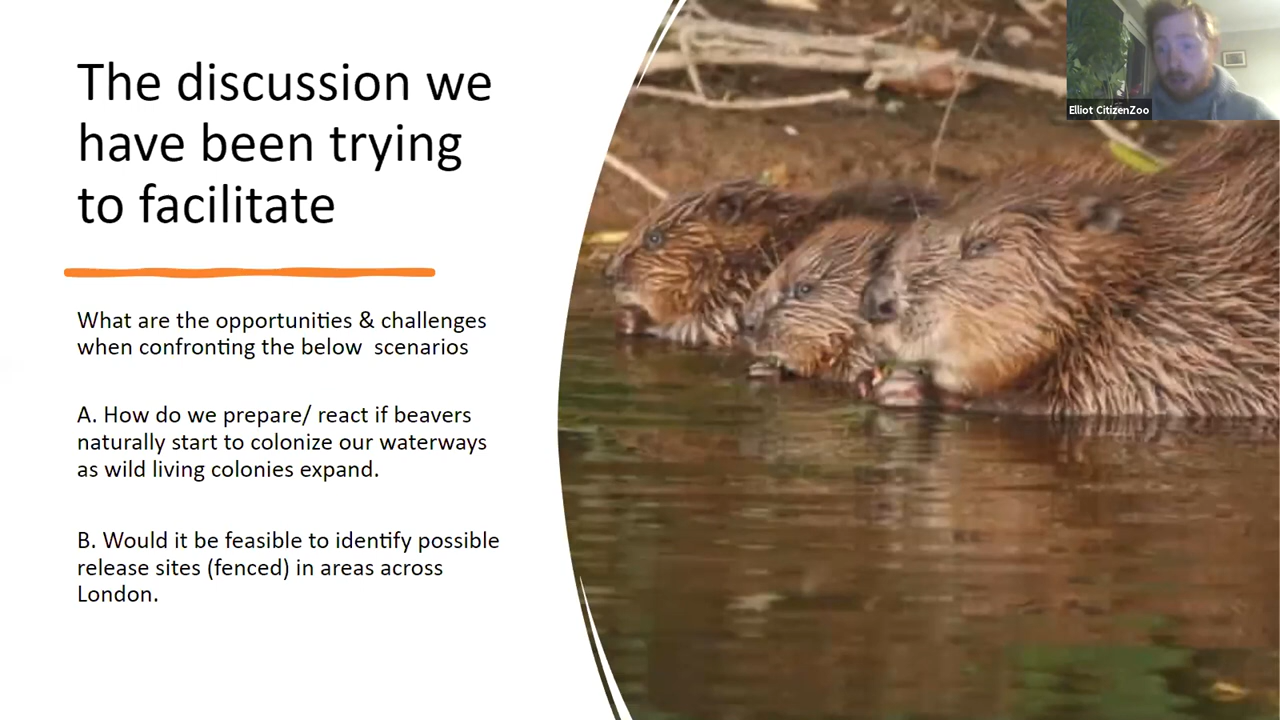 The discussion we
have been trying
to facilitate
What are the opportunities & challenges
when confronting the below  scenarios
A. How do we prepare/ react if beavers
naturally start to colonize our waterways
as wild living colonies expand.
B. Would it be feasible to identify possible
release sites (fenced) in areas across
London.
Elliot CitizenZoo